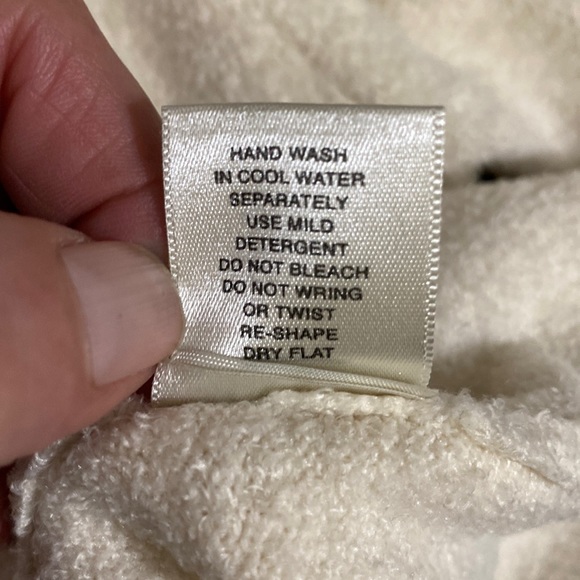 HAND WASH
IN COOL WATER
SEPARATELY
USE MILD
DETERGENT
DO NOT BLEACH
DO NOT WRING
OR TWIST
RE-SHAPE
DRY FLAT